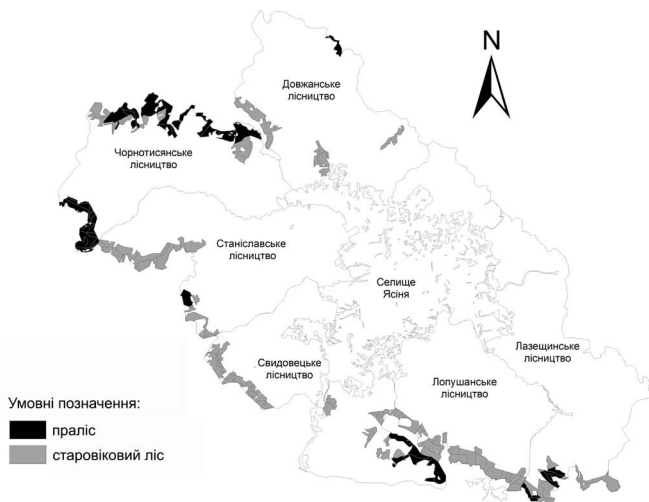 N
Довжанське
лісництво
Чорнотисянське
лісництво
Станіславське
лісництво
Селище
Ясіня
Свидовецьке
лісництво
Лазещинське
лісництво
Лопушанське
лісництво
Умовні позначення:
праліс
старовіковий ліс